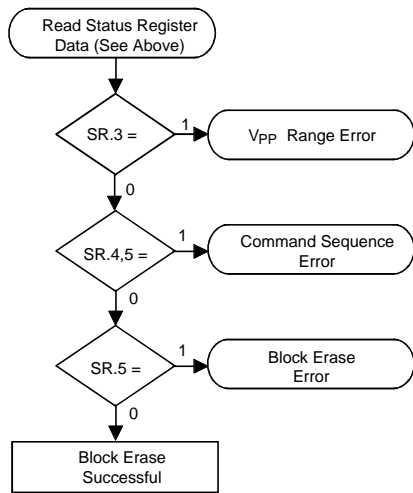 Read Status Register
Data (See Above)
SR.3 =
1
VPP Range Error
0
SR.4,5 =
1
Command Sequence
Error
0
SR.5 =
1
Block Erase
Error
0
Block Erase
Successful